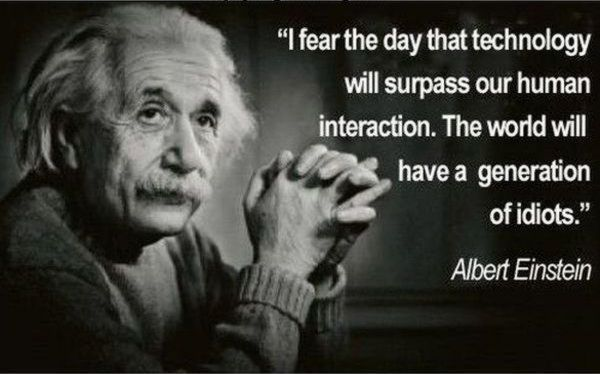 “I fear the day that technology
will surpass our human
interaction. The world will
have a generation
of idiots.”
Albert Einstein